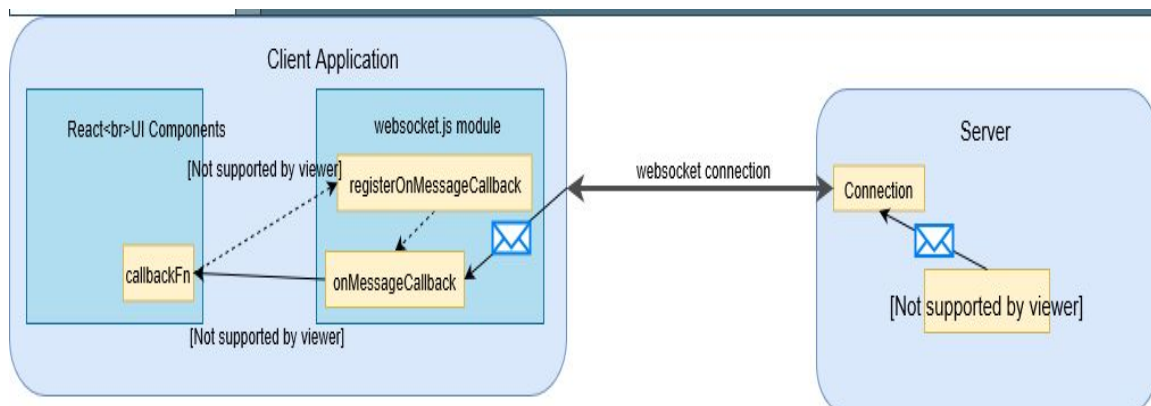 Client Application
React<br>UI Components
websocket.js module
[Not supported by viewer]
registerOnMessageCallback
callbackFn
onMessageCallback
[Not supported by viewer]
websocket connection
Server
Connection
[Not supported by viewer]